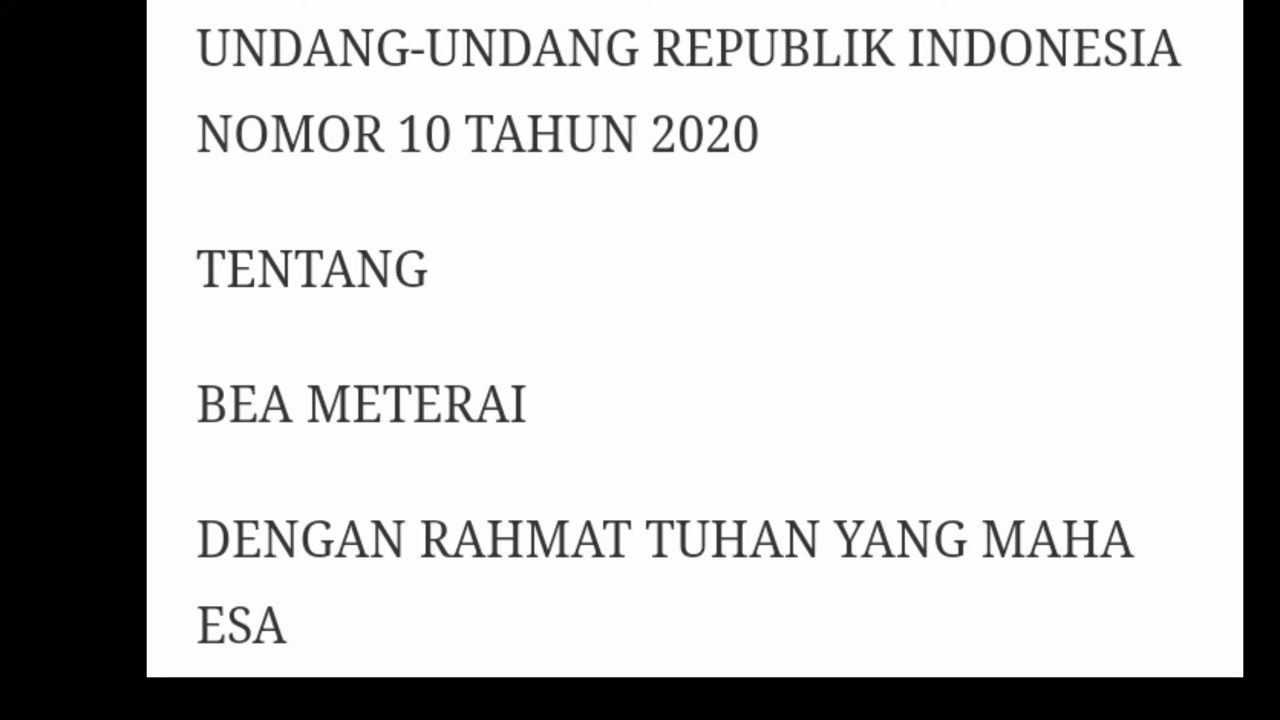 UNDANG-UNDANG REPUBLIK INDONESIA
NOMOR 10 TAHUN 2020
TENTANG
BEA METERAI
DENGAN RAHMAT TUHAN YANG MAHA
ESA